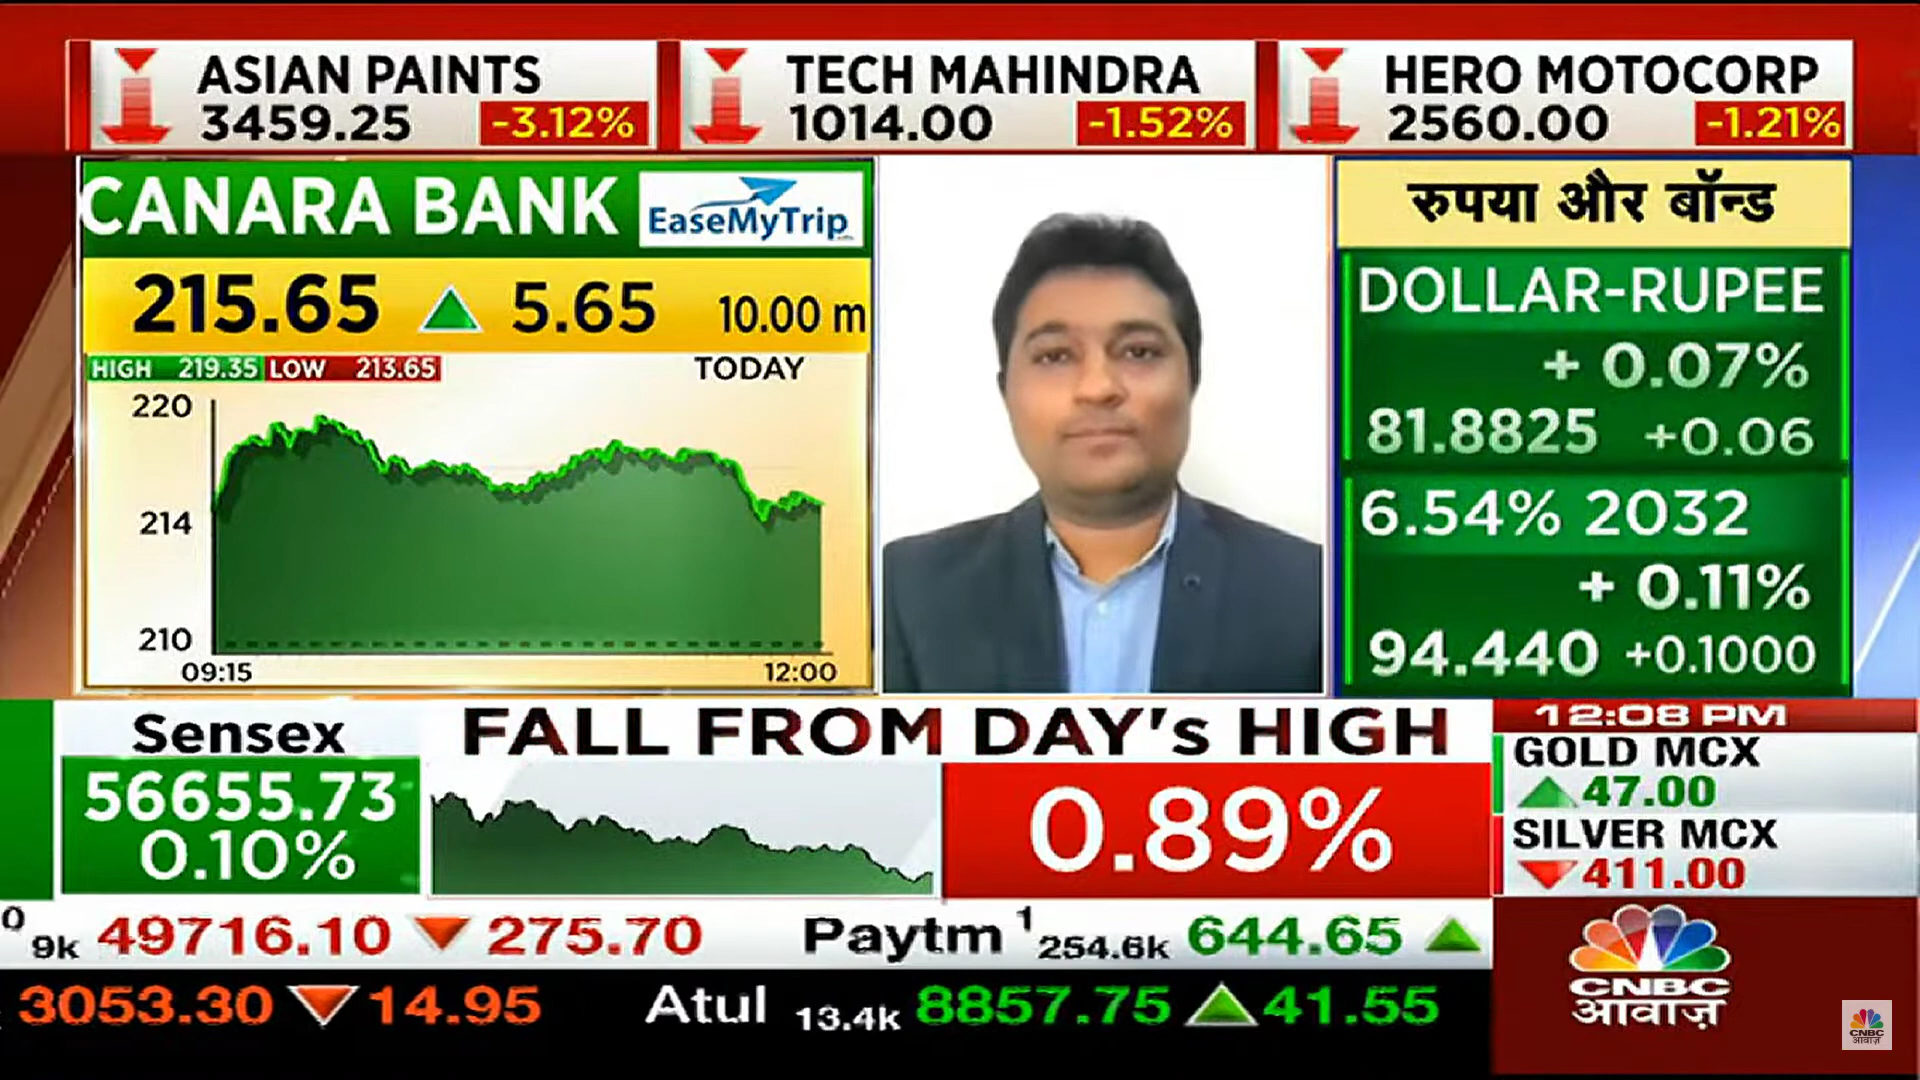 ASIAN PAINTS
3459.25 -3.12%
TECH MAHINDRA
1014.00 -1.52%
HERO MOTOCORP
2560.00 -1.21%
CANARA BANK
EaseMyTrip
215.65 5.65 10.00 m
HIGH 219.35 LOW 213.65 TODAY
220
214
210
09:15 12:00
रुपया और बॉन्ड
DOLLAR-RUPEE
+ 0.07%
81.8825 +0.06
6.54% 2032
+ 0.11%
94.440 +0.1000
Sensex
56655.73
0.10%
FALL FROM DAY's HIGH
0.89%
12:08 PM
GOLD MCX
47.00
SILVER MCX
411.00
0 9k 49716.10 275.70 Paytm 1 254.6k 644.65
3053.30 14.95 Atul 13.4k 8857.75 41.55
CNBC
आवाज़
CNBC
आवाज़